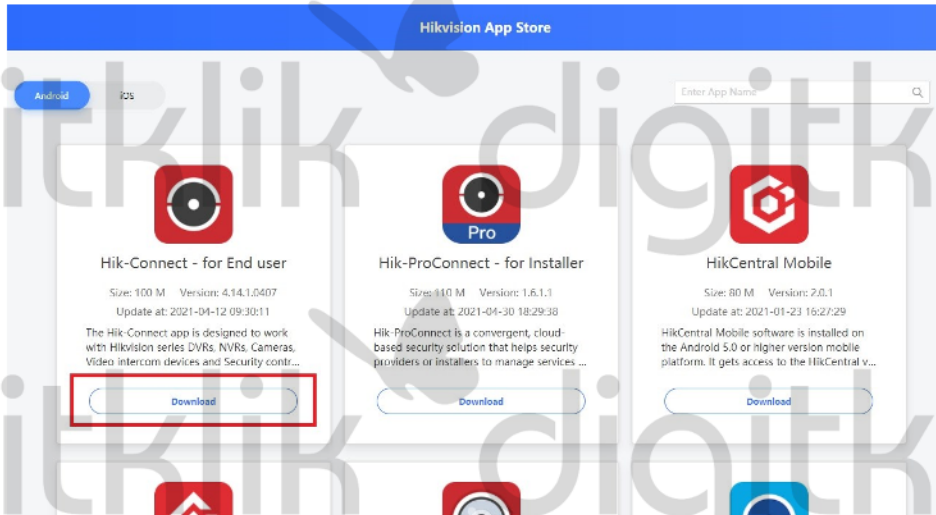 Hikvision App Store
Android
iOS
Enter App Name
Hik-Connect - for End user
Size: 100 M Version: 4.14.1.0407
Update at: 2021-04-12 09:30:11
The Hik-Connect app is designed to work
with Hikvision series DVRs, NVRs, Cameras,
Video intercom devices and Security contr...
Download
Pro
Hik-ProConnect - for Installer
Size: 110 M Version: 1.6.1.1
Update at: 2021-04-30 18:29:38
Hik-ProConnect is a convergent, cloud-
based security solution that helps security
providers or installers to manage services ...
Download
HikCentral Mobile
Size: 80 M Version: 2.0.1
Update at: 2021-01-23 16:27:29
HikCentral Mobile software is installed on
the Android 5.0 or higher version mobile
platform. It gets access to the HikCentral v...
Download
itklik digitk
itklik digitk